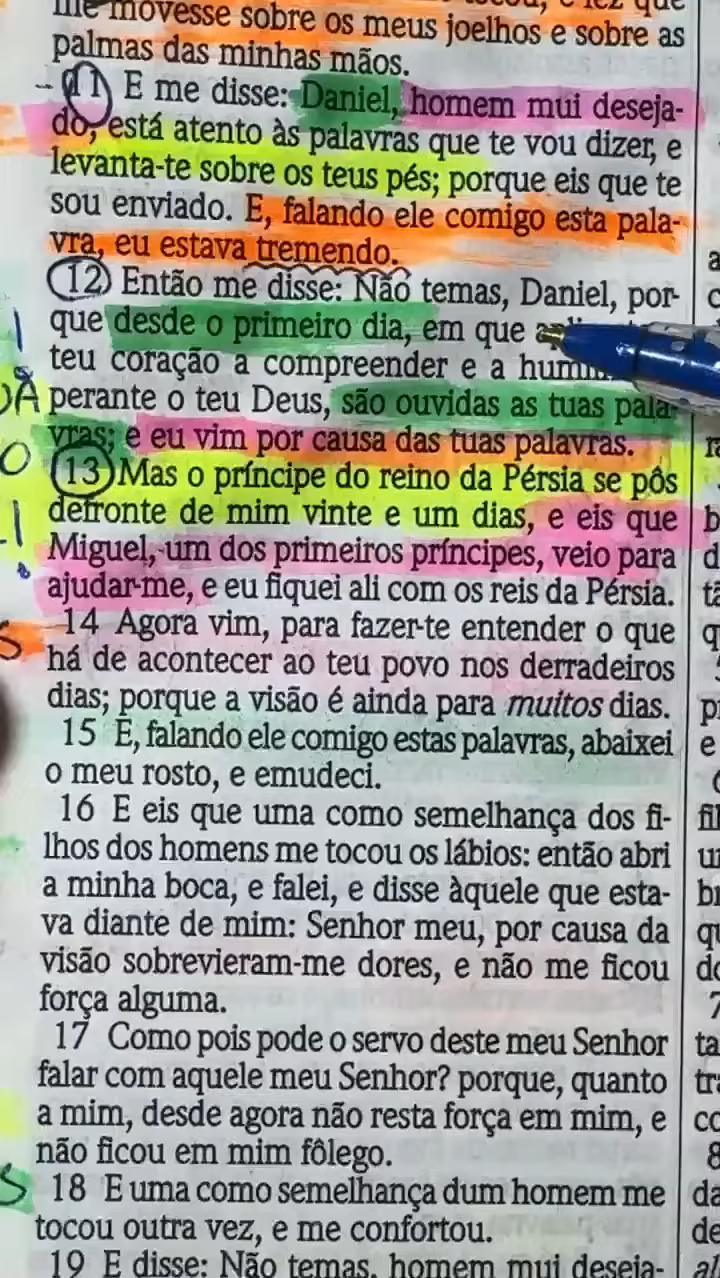 me movesse sobre os meus joelhos e sobre as
palmas das minhas mãos.
11 E me disse: Daniel, homem mui deseja-
do, está atento às palavras que te vou dizer, e
levanta-te sobre os teus pés; porque eis que te
sou enviado. E, falando ele comigo esta pala-
vra, eu estava tremendo.
12 Então me disse: Não temas, Daniel, por-
que desde o primeiro dia, em que
teu coração a compreender e a
perante o teu Deus, são ouvidas as tuas pala-
vras; e eu vim por causa das tuas palavras.
13 Mas o príncipe do reino da Pérsia se pôs
defronte de mim vinte e um dias, e eis que
Miguel, um dos primeiros príncipes, veio para
ajudar-me, e eu fiquei ali com os reis da Pérsia.
14 Agora vim, para fazer-te entender o que
há de acontecer ao teu povo nos derradeiros
dias; porque a visão é ainda para muitos dias.
15 E, falando ele comigo estas palavras, abaixei
o meu rosto, e emudeci.
16 E eis que uma como semelhança dos fi-
lhos dos homens me tocou os lábios: então abri
a minha boca, e falei, e disse àquele que esta-
va diante de mim: Senhor meu, por causa da
visão sobrevieram-me dores, e não me ficou
força alguma.
17 Como pois pode o servo deste meu Senhor
falar com aquele meu Senhor? porque, quanto
a mim, desde agora não resta força em mim, e
não ficou em mim fôlego.
18 E uma como semelhança dum homem me
tocou outra vez, e me confortou.
19 E disse: Não temas, homem mui deseja-